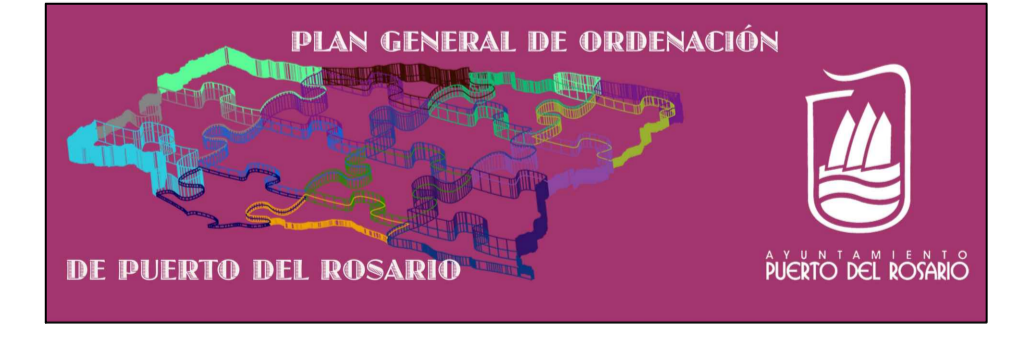 PLAN GENERAL DE ORDENACIÓN
DE PUERTO DEL ROSARIO
AYUNTAMIENTO
PUERTO DEL ROSARIO